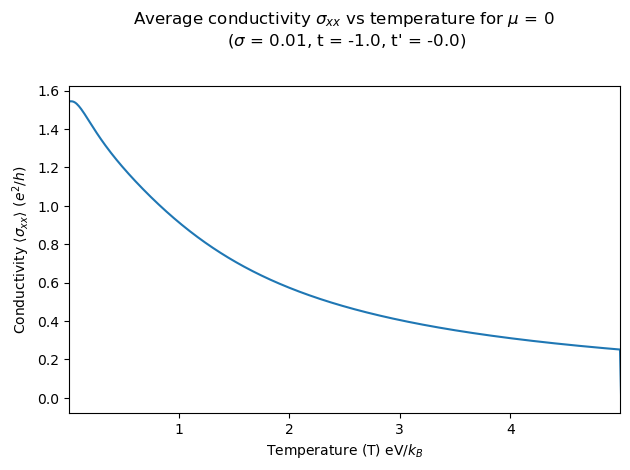 Average conductivity σxx vs temperature for μ = 0
(σ = 0.01, t = -1.0, t' = -0.0)
1.6
1.4
1.2
1.0
0.8
0.6
0.4
0.2
0.0
Conductivity ⟨σxx⟩ (e²/h)
1 2 3 4
Temperature (T) eV/kB